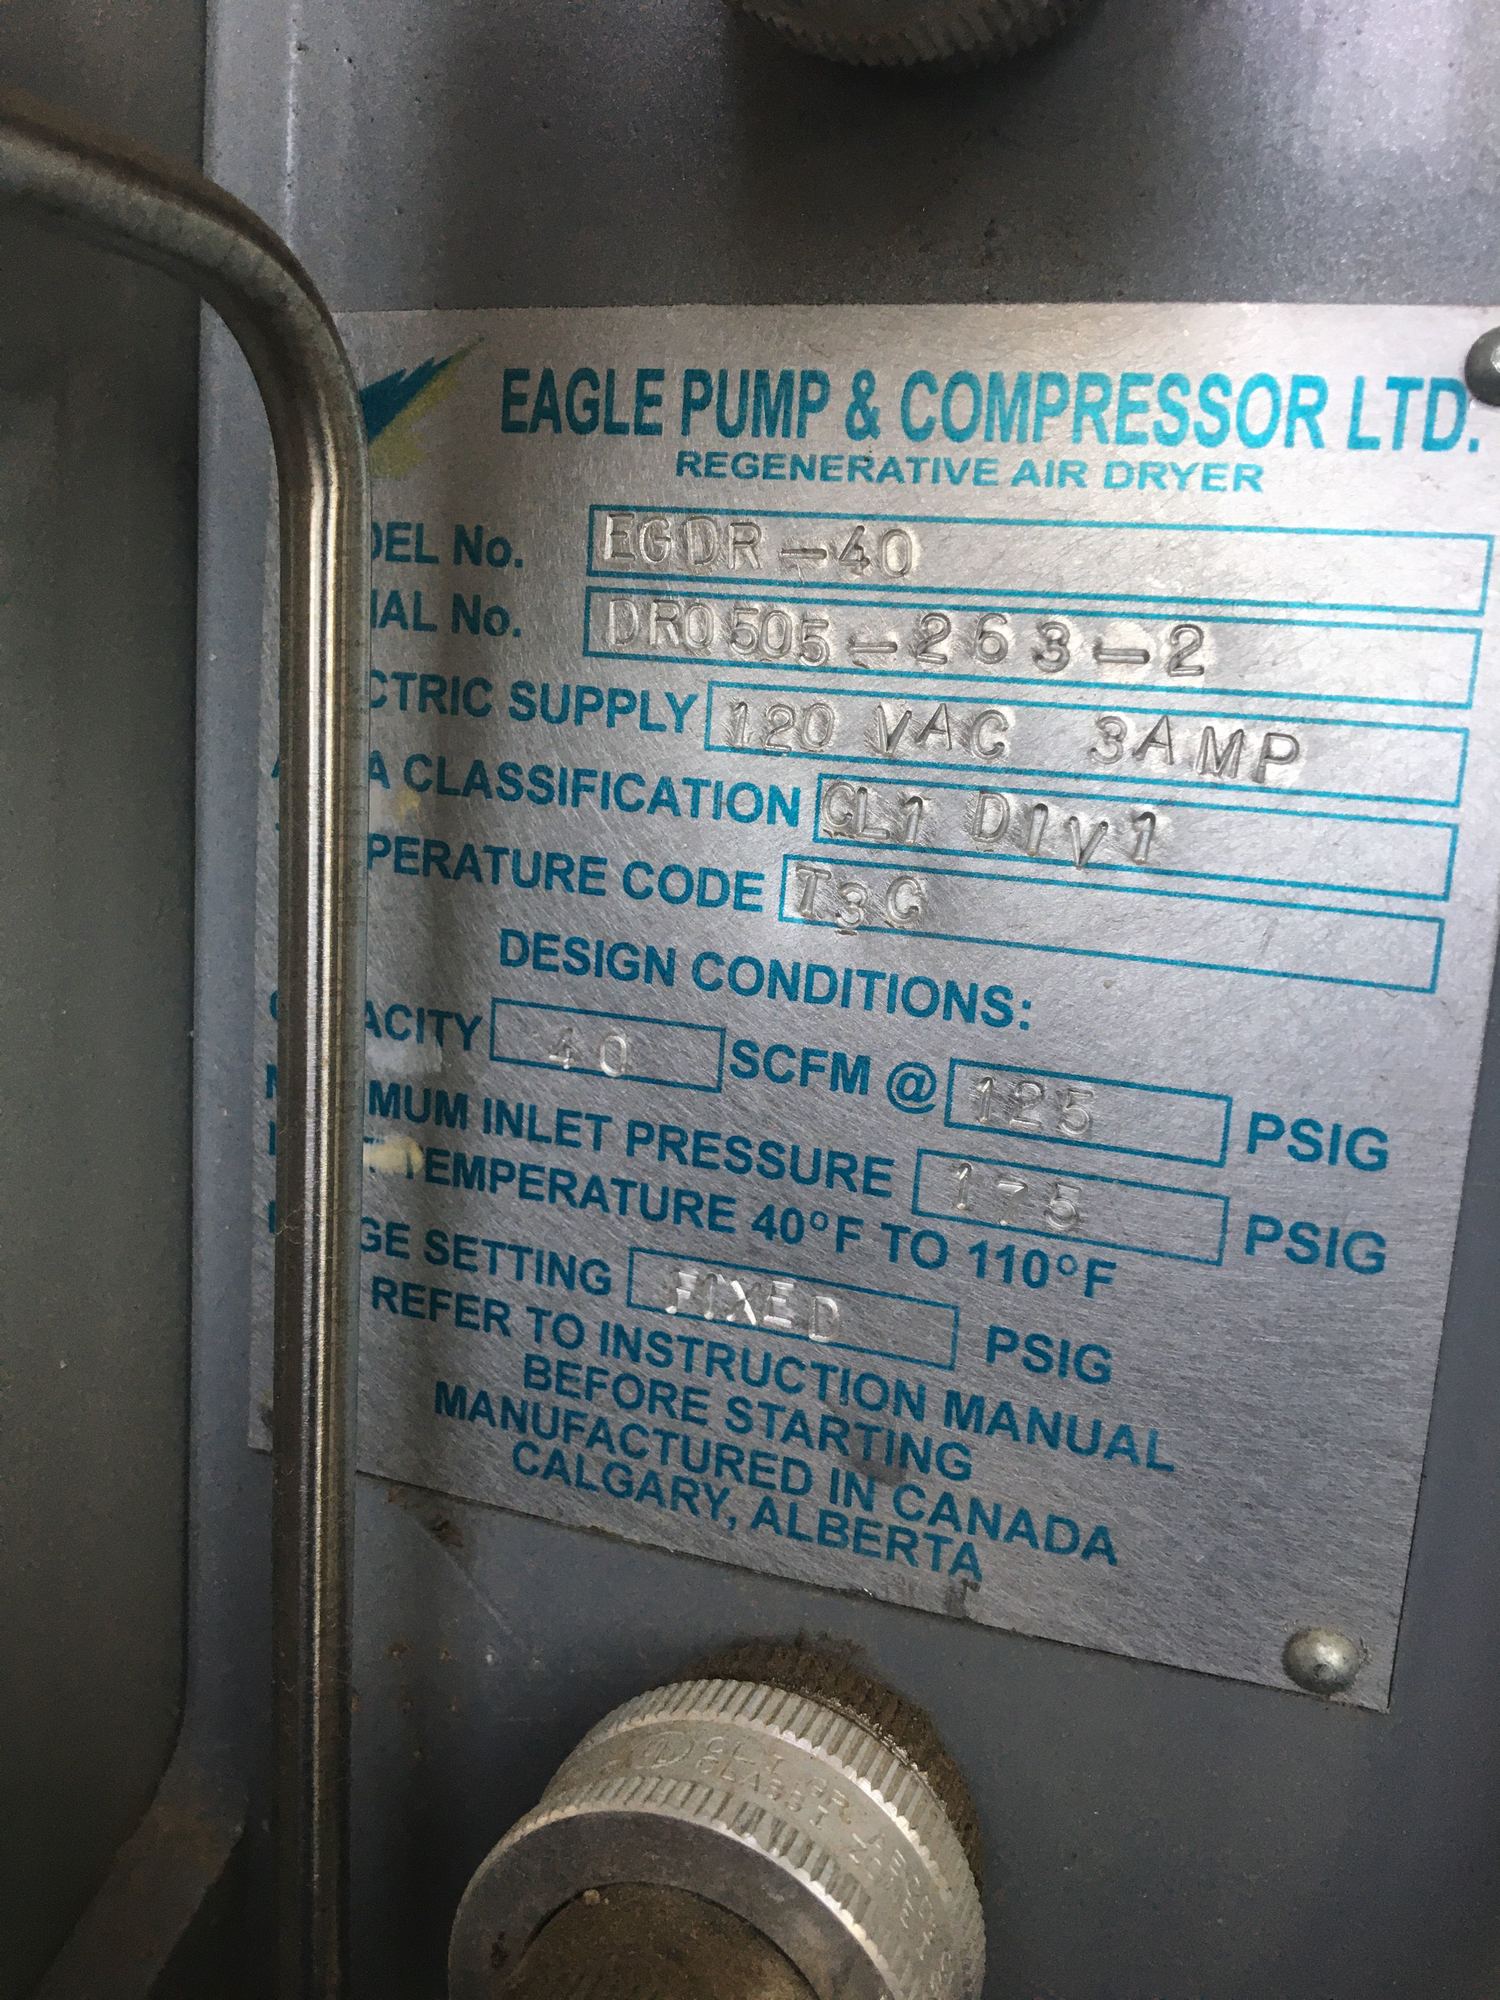 EAGLE PUMP & COMPRESSOR LTD.
REGENERATIVE AIR DRYER
DEL No. EGDR-40
IAL No. DR0505-263-2
CTRIC SUPPLY 120 VAC 3AMP
A CLASSIFICATION CL1 DIV1
PERATURE CODE T3C
DESIGN CONDITIONS:
ACITY 40 SCFM @ 125 PSIG
MUM INLET PRESSURE PSIG
TEMPERATURE 40°F TO 110°F
GE SETTING FIXED PSIG
REFER TO INSTRUCTION MANUAL
BEFORE STARTING
MANUFACTURED IN CANADA
CALGARY, ALBERTA